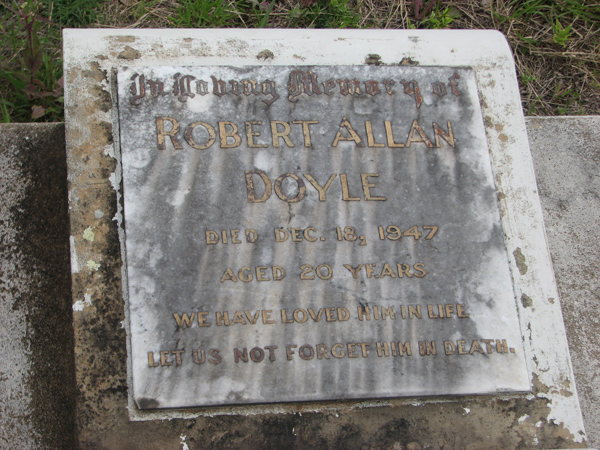 In Loving Memory of
ROBERT ALLAN
DOYLE
DIED DEC. 18, 1947
AGED 20 YEARS
WE HAVE LOVED HIM IN LIFE
LET US NOT FORGET HIM IN DEATH.